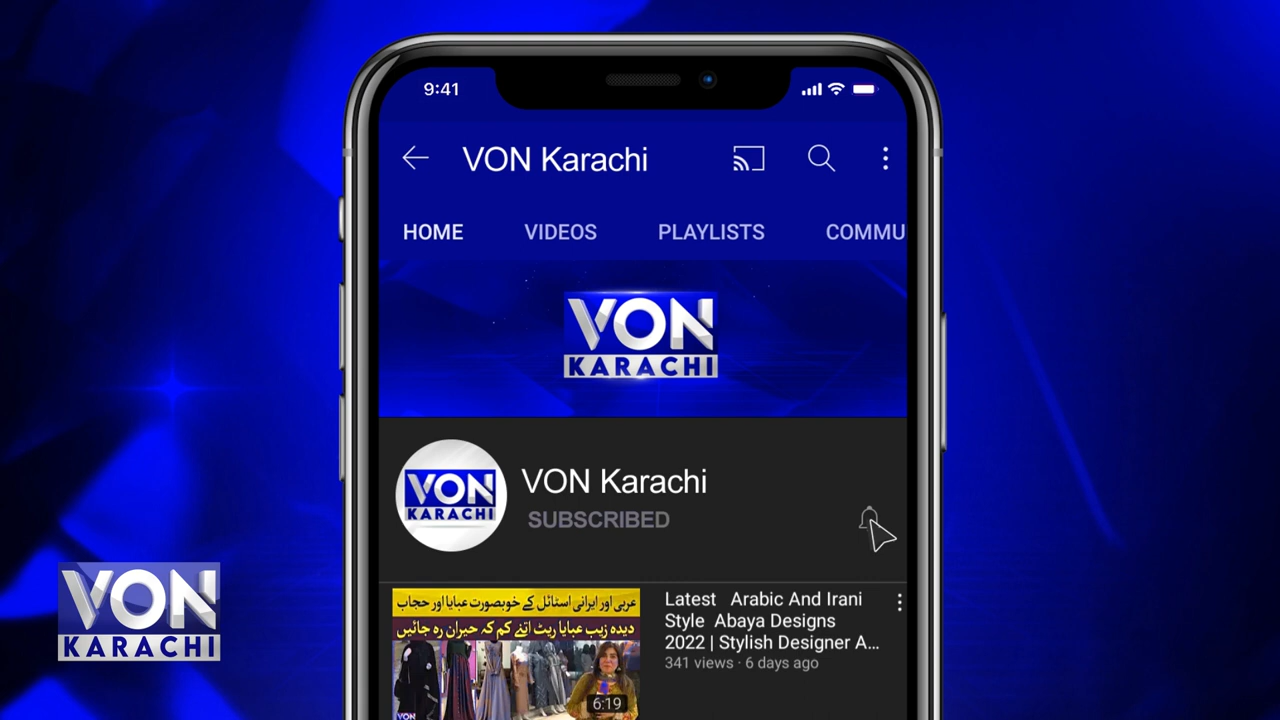 9:41
VON Karachi
HOME VIDEOS PLAYLISTS COMMU
VON
KARACHI
VON
KARACHI
VON Karachi
SUBSCRIBED
عربی اور ایرانی اسٹائل کے خوبصورت عبایا اور حجاب
دیدہ زیب عبایا ریٹ اتنے کم کہ حیران رہ جائیں
6:19
VON
Latest Arabic And Irani
Style Abaya Designs
2022 | Stylish Designer A...
341 views · 6 days ago
VON
KARACHI